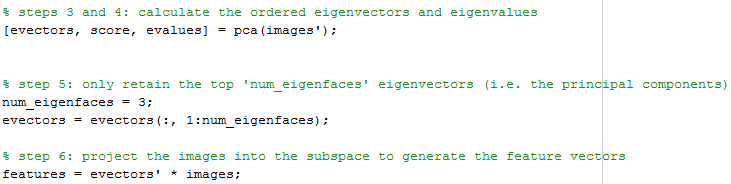 % steps 3 and 4: calculate the ordered eigenvectors and eigenvalues
[evectors, score, evalues] = pca(images');
% step 5: only retain the top 'num_eigenfaces' eigenvectors (i.e. the principal components)
num_eigenfaces = 3;
evectors = evectors(:, 1:num_eigenfaces);
% step 6: project the images into the subspace to generate the feature vectors
features = evectors' * images;